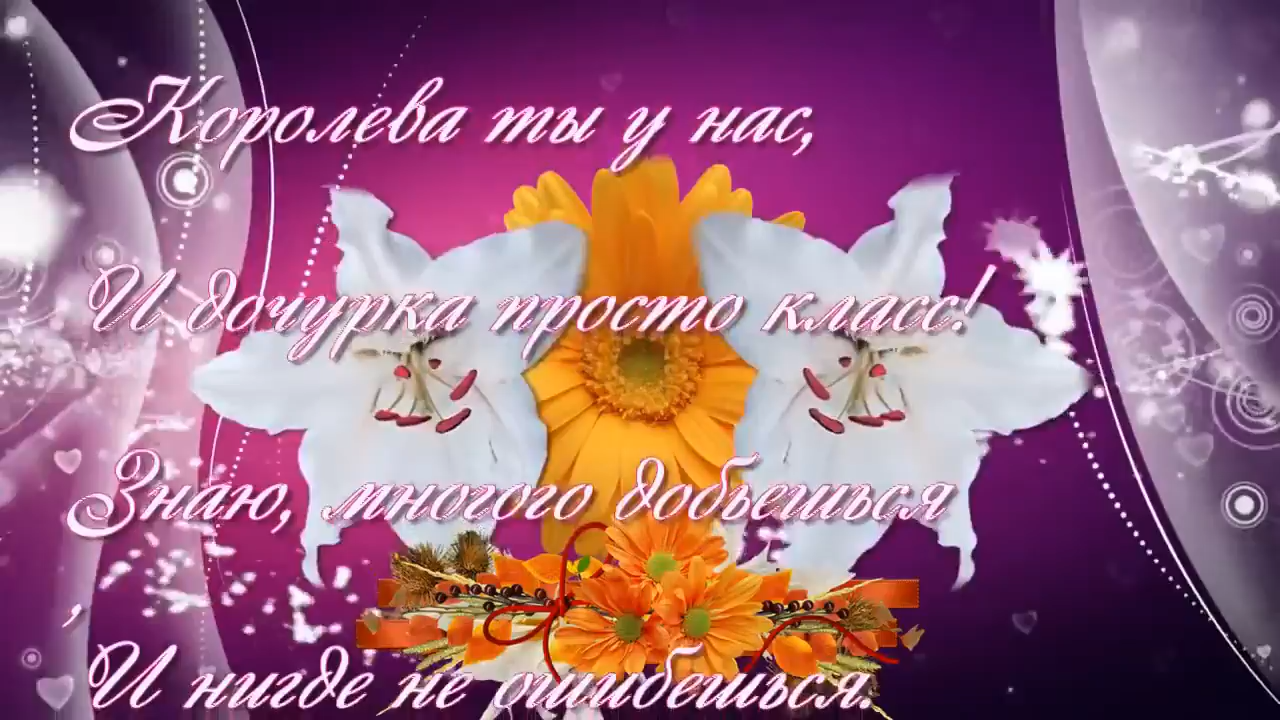 Королева ты у нас,
И дочурка просто класс!
Знаю, многого добьешься
,
И нигде не ошибешься.